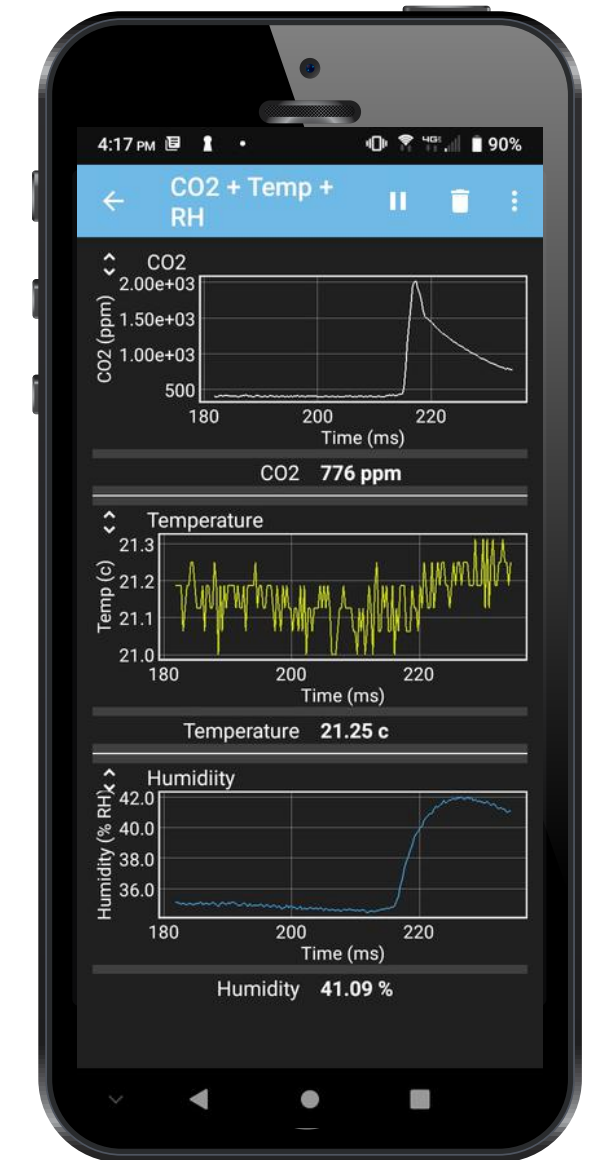 4:17 PM 4G 90%
CO2 + Temp +
RH
CO2
2.00e+03
1.50e+03
1.00e+03
500
CO2 (ppm)
180 200 220
Time (ms)
CO2 776 ppm
Temperature
21.3
21.2
21.1
21.0
Temp (c)
180 200 220
Time (ms)
Temperature 21.25 c
Humidiity
42.0
40.0
38.0
36.0
Humidity (% RH)
180 200 220
Time (ms)
Humidity 41.09 %